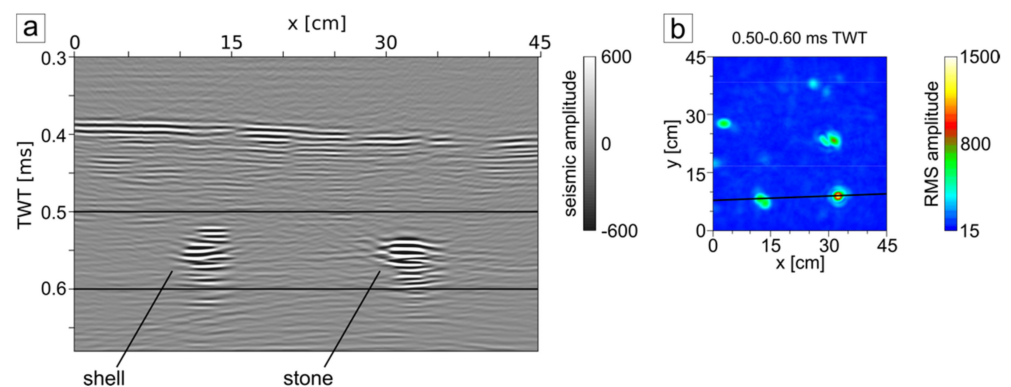 a
x [cm]
0 15 30 45
0.3
0.4
0.5
0.6
TWT [ms]
shell
stone
600
0
-600
seismic amplitude
b
0.50-0.60 ms TWT
45
30
15
0
y [cm]
0 15 30 45
x [cm]
1500
800
15
RMS amplitude